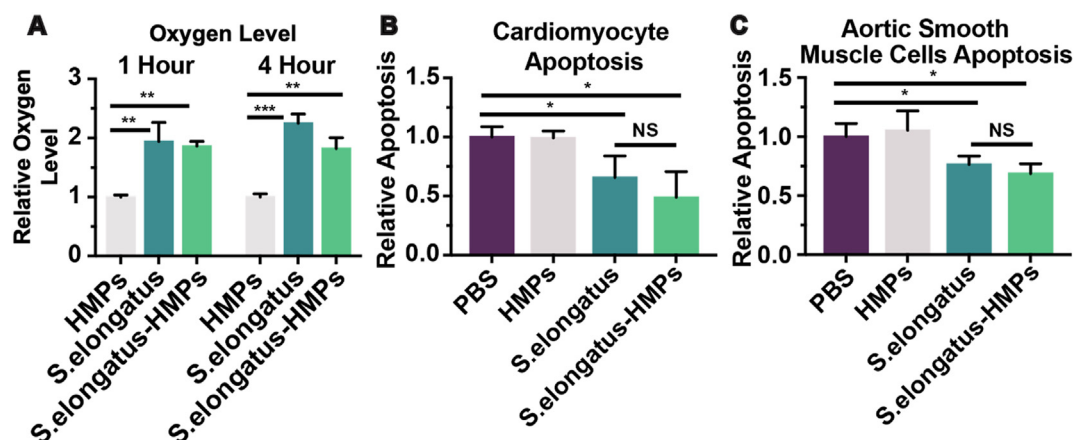 A
Oxygen Level
1 Hour
4 Hour
Relative Oxygen
Level
3
2
1
0
**
**
**
***
HMPs
S.elongatus
S.elongatus-HMPs
HMPs
S.elongatus
S.elongatus-HMPs
B
Cardiomyocyte
Apoptosis
Relative Apoptosis
1.5
1.0
0.5
0.0
*
*
NS
PBS
HMPs
S.elongatus
S.elongatus-HMPs
C
Aortic Smooth
Muscle Cells Apoptosis
Relative Apoptosis
1.5
1.0
0.5
0.0
*
*
NS
PBS
HMPs
S.elongatus
S.elongatus-HMPs